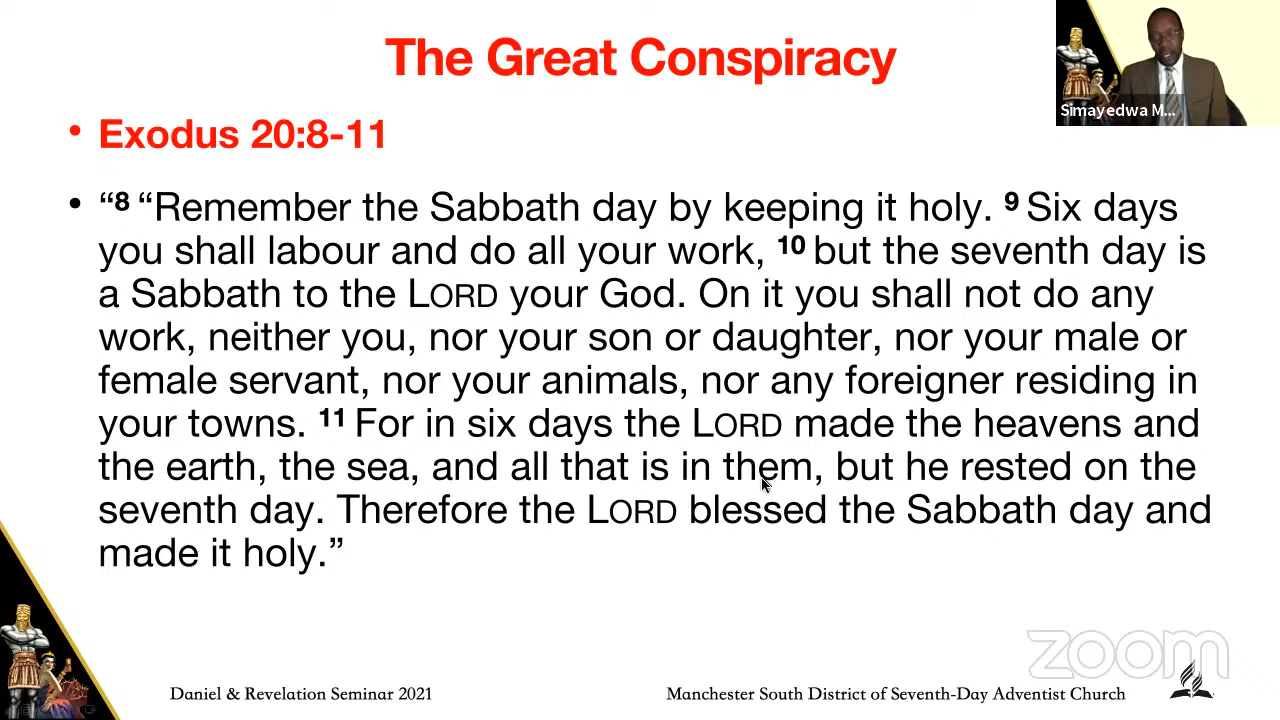 The Great Conspiracy
Simayedwa M...
• Exodus 20:8-11
• “8 “Remember the Sabbath day by keeping it holy. 9 Six days
you shall labour and do all your work, 10 but the seventh day is
a Sabbath to the LORD your God. On it you shall not do any
work, neither you, nor your son or daughter, nor your male or
female servant, nor your animals, nor any foreigner residing in
your towns. 11 For in six days the LORD made the heavens and
the earth, the sea, and all that is in them, but he rested on the
seventh day. Therefore the LORD blessed the Sabbath day and
made it holy.”
zoom
Daniel & Revelation Seminar 2021
Manchester South District of Seventh-Day Adventist Church